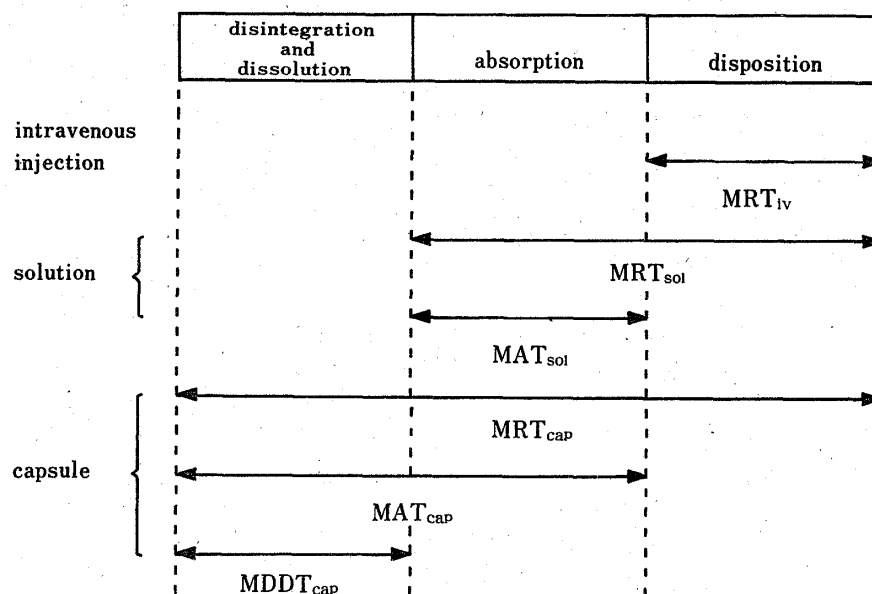 disintegration
and
dissolution
absorption
disposition
intravenous
injection
MRTiv
solution
MRTsol
MATsol
MRTcap
capsule
MATcap
MDDTcap